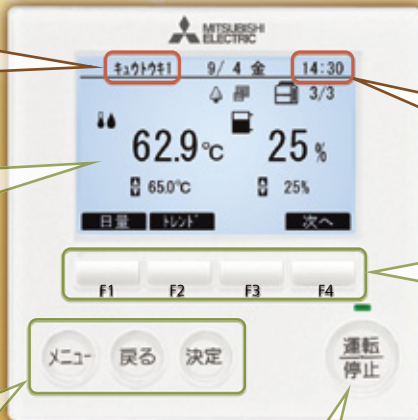 MITSUBISHI
ELECTRIC
ｷｭｳﾄｳｷ1 9/ 4 金 14:30
3/3
62.9℃ 25%
65.0℃ 25%
日量 ﾄﾚﾝﾄﾞ 次へ
F1 F2 F3 F4
メニュー 戻る 決定 運転
停止